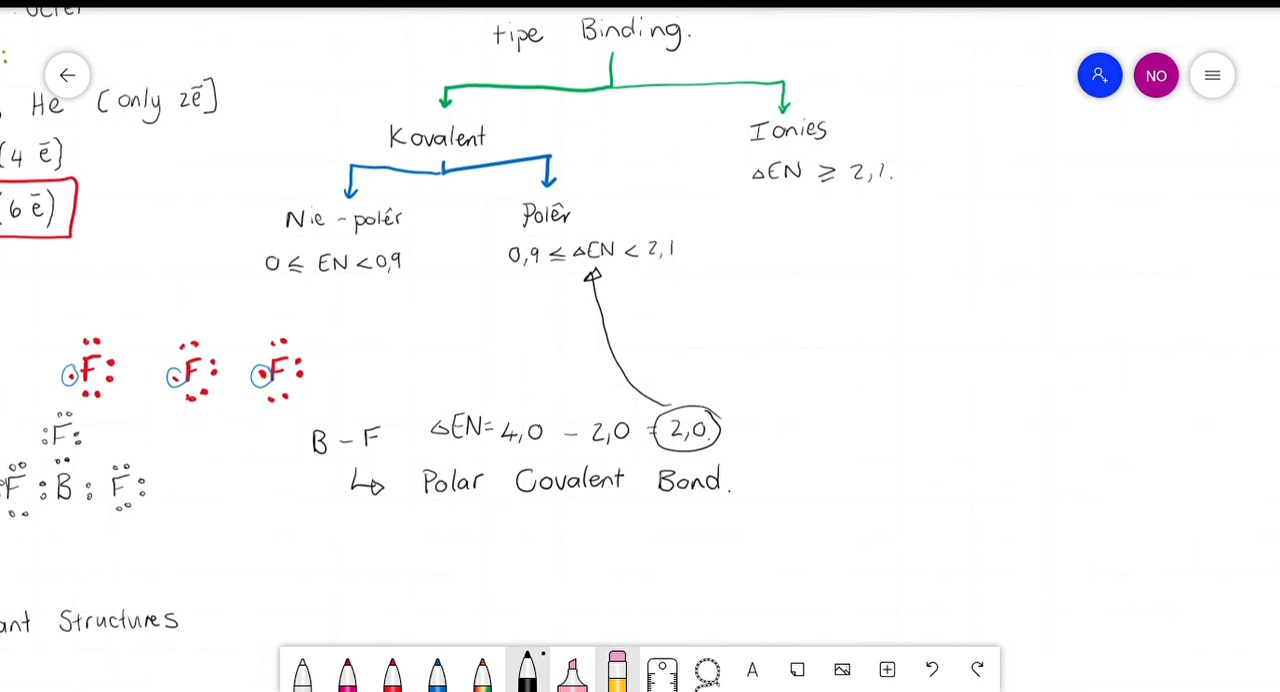 tipe Binding.
He [only 2ē]
(4 ē}
(6 ē)
Kovalent
Ionies
ΔEN ⩾ 2,1.
Nie-polêr
Polêr
0 ⩽ EN < 0,9
0,9 ≤ ΔEN < 2,1
NO
F F F
F
F B F
B - F ΔEN = 4,0 - 2,0 = 2,0.
↳ Polar Covalent Bond.
Structures
A